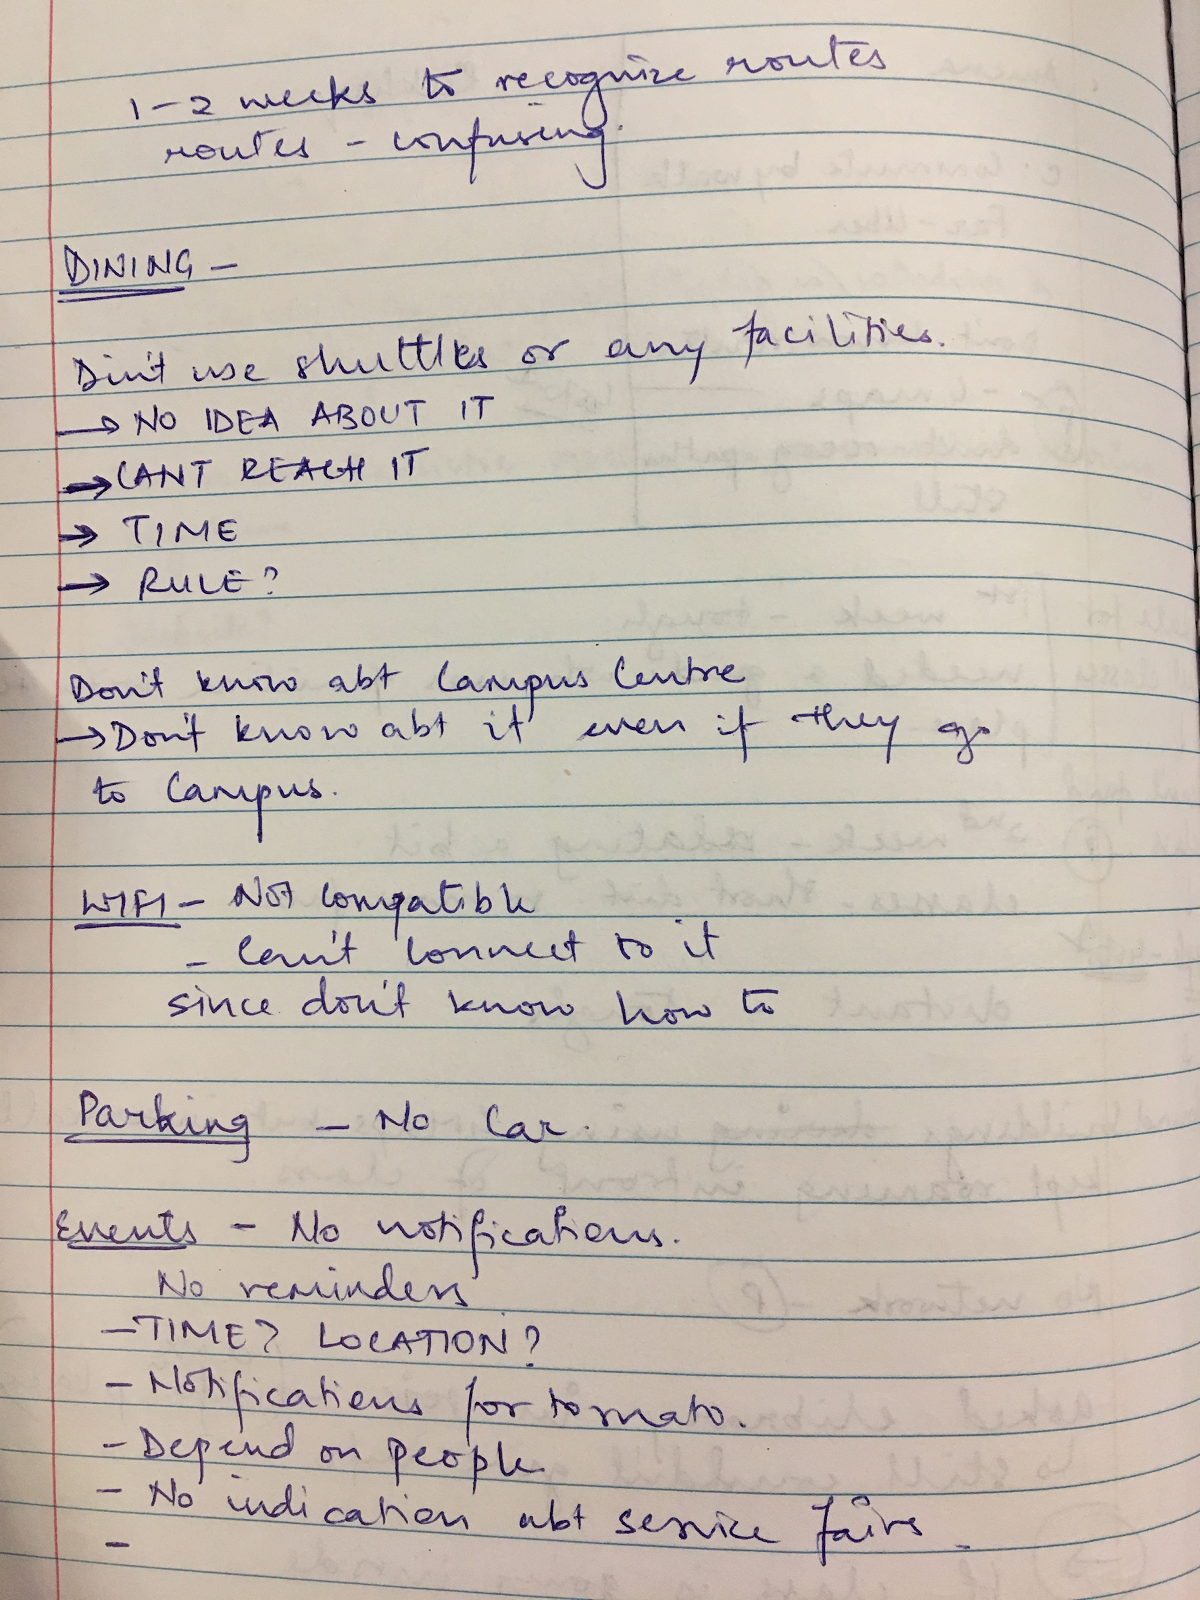 1-2 weeks to recognize routes
routes - confusing.
DINING -
Din't use shuttlks or any facilities.
→ NO IDEA ABOUT IT
→ CANT REACH IT
→ TIME
→ RULE?
Don't know abt Campus Centre
→ Don't know abt it even if they go
to Campus.
WIFI - Not compatible
- Can't connect to it
since don't know how to
Parking - No Car.
Events - No notifications.
No reminders
- TIME? LOCATION?
- Notifications for tomato.
- Depend on people
- No indication abt service fairs.
-